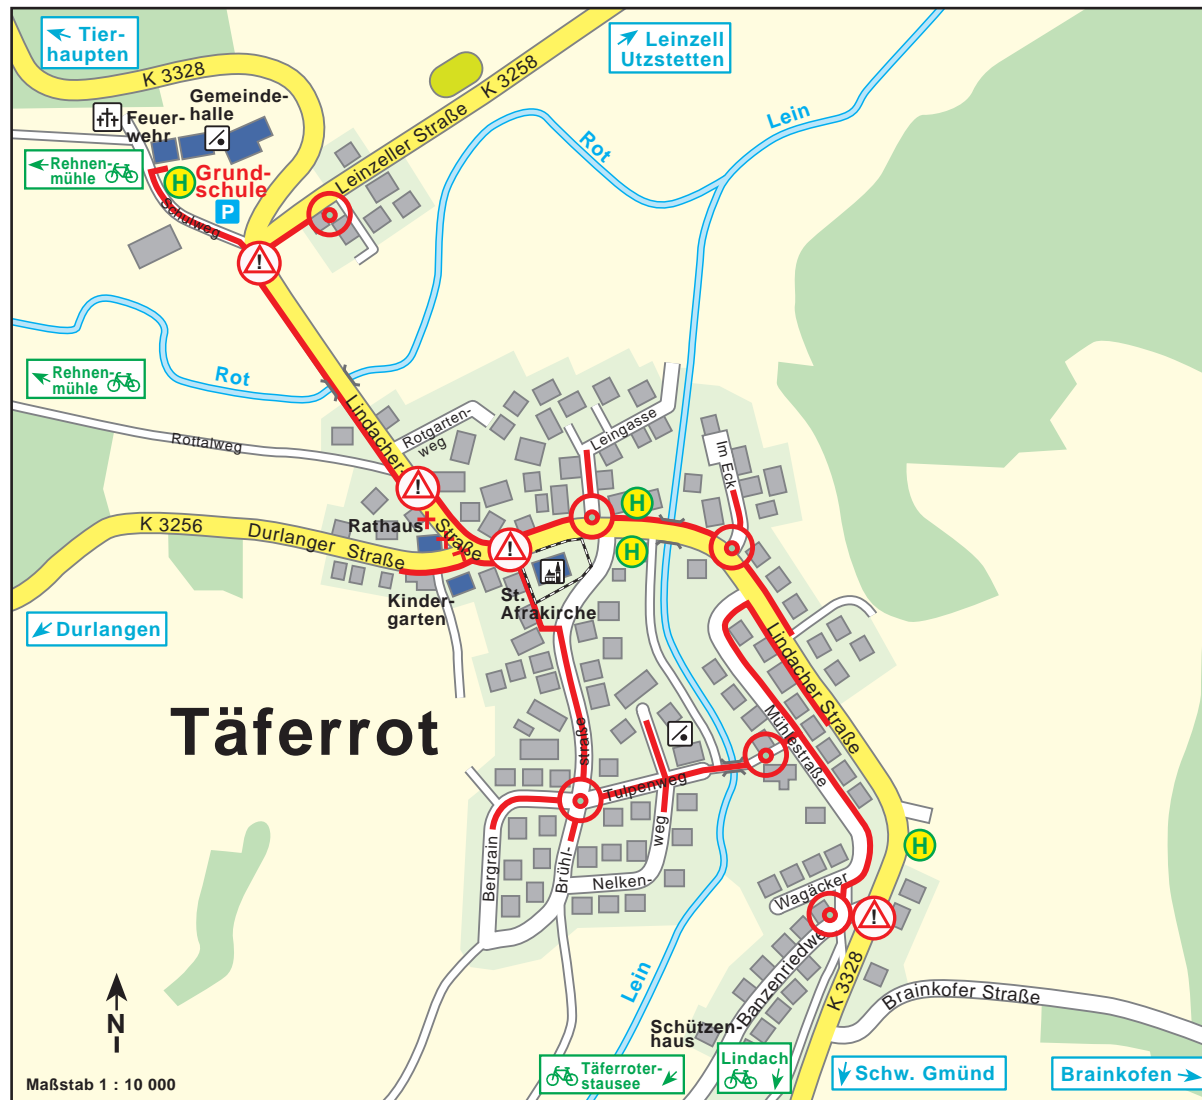 Tier-
haupten
Leinzell
Utzstetten
K 3328
K 3258
Leinzeller Straße
Gemeinde-
halle
Feuer-
wehr
Lein
Rot
Rehnen-
mühle
H
Grund-
schule
P
Schulweg
!
Rot
Rehnen-
mühle
Lindacher-
Straße
Rotgarten-
weg
Leingasse
Rottalweg
Im Eck
!
H
H
K 3256
Durlanger Straße
Rathaus
!
Kinder-
garten
St.
Afrakirche
Durlangen
Täferrot
Lindacher Straße
Mühlestraße
Brühl-
straße
Tulpenweg
Bergrain
Nelken-
weg
H
Wagäcker
!
Banzenriedweg
K 3328
Lein
Brainkofer Straße
N
Schützen-
haus
Täferroter-
stausee
Lindach
Schw. Gmünd
Brainkofen
Maßstab 1 : 10 000